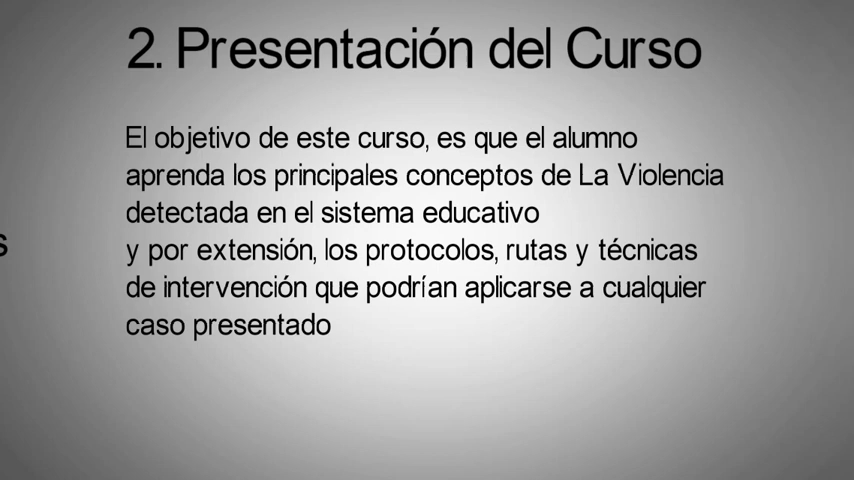 2. Presentación del Curso
El objetivo de este curso, es que el alumno
aprenda los principales conceptos de La Violencia
detectada en el sistema educativo
y por extensión, los protocolos, rutas y técnicas
de intervención que podrían aplicarse a cualquier
caso presentado